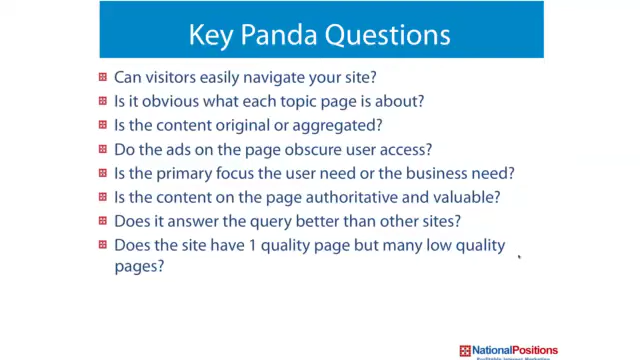 Key Panda Questions
Can visitors easily navigate your site?
Is it obvious what each topic page is about?
Is the content original or aggregated?
Do the ads on the page obscure user access?
Is the primary focus the user need or the business need?
Is the content on the page authoritative and valuable?
Does it answer the query better than other sites?
Does the site have 1 quality page but many low quality
pages?
NationalPositions
Profitable Internet Marketing